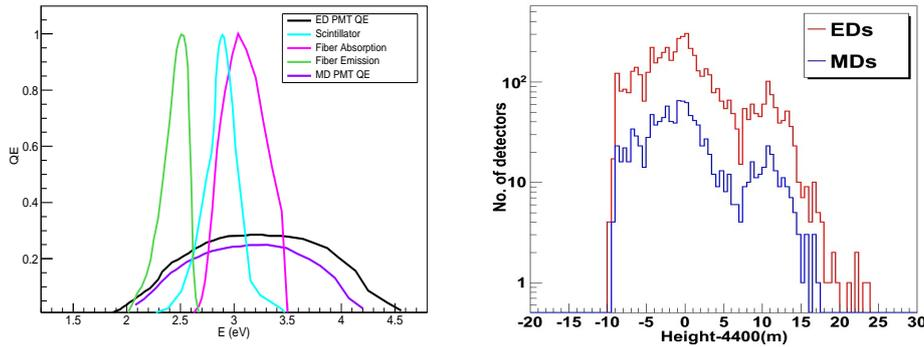 ED PMT QE
Scintillator
Fiber Absorption
Fiber Emission
MD PMT QE
QE
1
0.8
0.6
0.4
0.2
1.5 2 2.5 3 3.5 4 4.5
E (eV)
EDs
MDs
No. of detectors
10²
10
1
-20 -15 -10 -5 0 5 10 15 20 25 30
Height-4400(m)